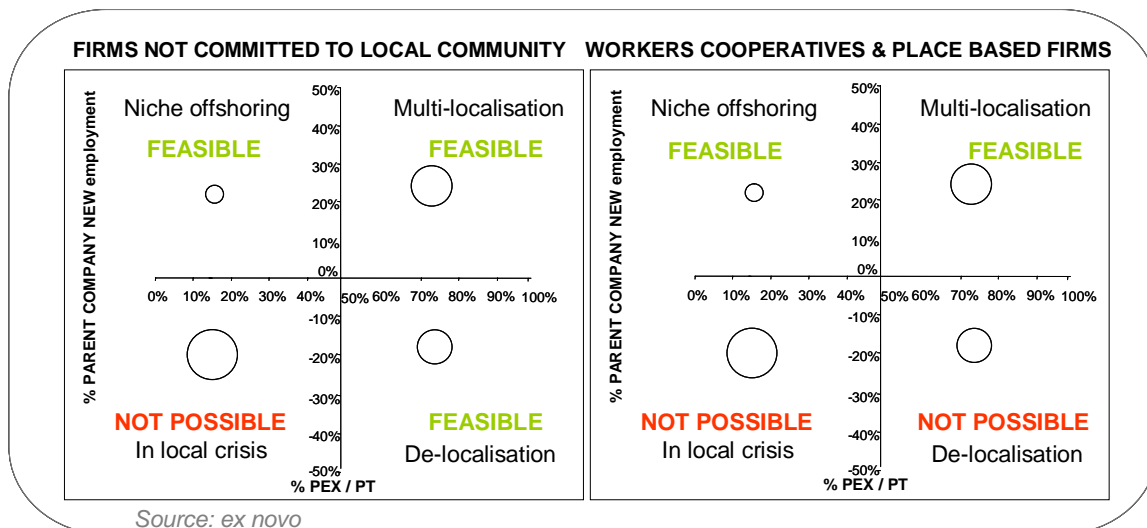 FIRMS NOT COMMITTED TO LOCAL COMMUNITY
% PARENT COMPANY NEW employment
Niche offshoring
FEASIBLE
Multi-localisation
FEASIBLE
50%
40%
30%
20%
10%
0%
0% 10% 20% 30% 40% 50% 60% 70% 80% 90% 100%
-10%
-20%
-30%
-40%
-50%
NOT POSSIBLE
In local crisis
FEASIBLE
De-localisation
% PEX / PT
WORKERS COOPERATIVES & PLACE BASED FIRMS
% PARENT COMPANY NEW employment
Niche offshoring
FEASIBLE
Multi-localisation
FEASIBLE
50%
40%
30%
20%
10%
0%
0% 10% 20% 30% 40% 50% 60% 70% 80% 90% 100%
-10%
-20%
-30%
-40%
-50%
NOT POSSIBLE
In local crisis
NOT POSSIBLE
De-localisation
% PEX / PT
Source: ex novo